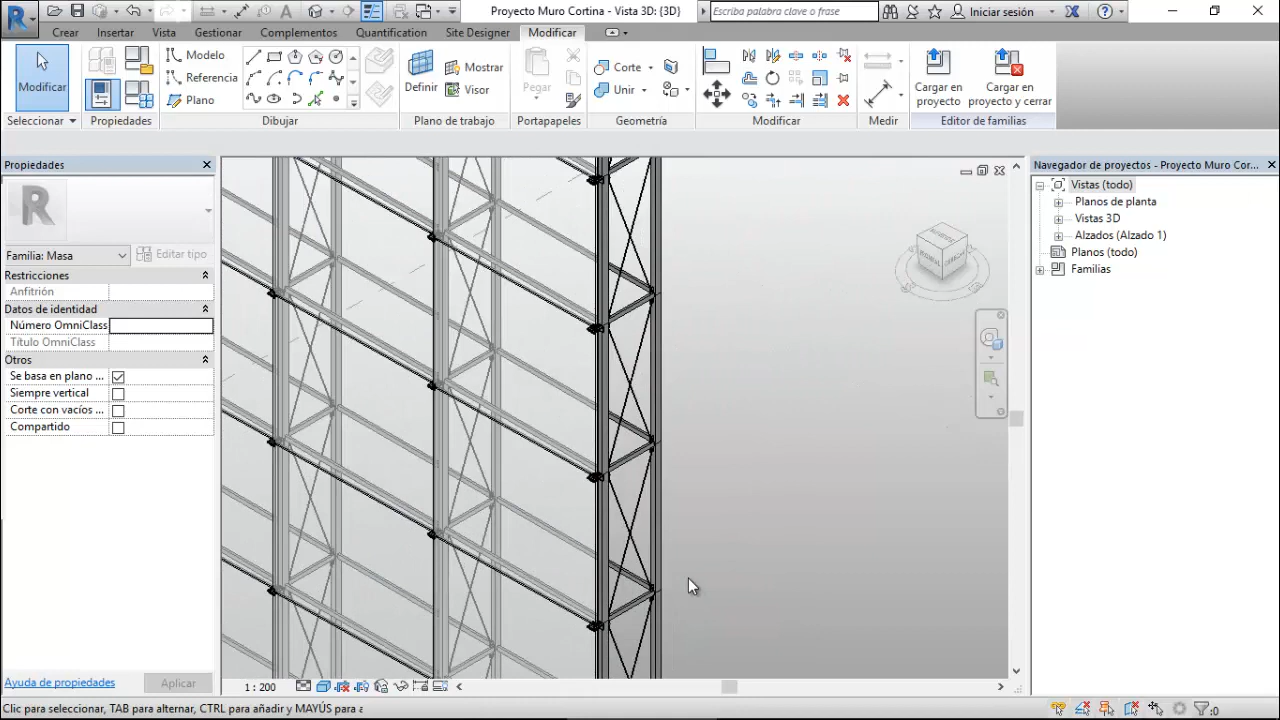 Proyecto Muro Cortina - Vista 3D: {3D}
Escriba palabra clave o frase
Iniciar sesión
Crear
Insertar
Vista
Gestionar
Complementos
Quantification
Site Designer
Modificar
Modificar
Modelo
Referencia
Plano
Definir
Mostrar
Visor
Pegar
Corte
Unir
Cargar en
proyecto
Cargar en
proyecto y cerrar
Seleccionar
Propiedades
Dibujar
Plano de trabajo
Portapapeles
Geometría
Modificar
Medir
Editor de familias
Propiedades
R
Familia: Masa
Editar tipo
Restricciones
Anfitrión
Datos de identidad
Número OmniClass
Título OmniClass
Otros
Se basa en plano ...
Siempre vertical
Corte con vacíos ...
Compartido
Ayuda de propiedades
Aplicar
Navegador de proyectos - Proyecto Muro Cor...
Vistas (todo)
Planos de planta
Vistas 3D
Alzados (Alzado 1)
Planos (todo)
Familias
1 : 200
Clic para seleccionar, TAB para alternar, CTRL para añadir y MAYÚS para a
:0